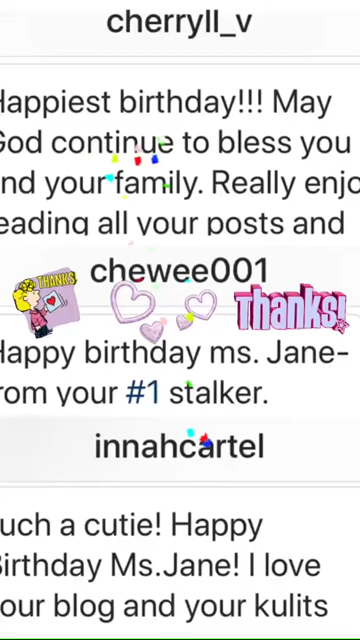 cherryll_v
Happiest birthday!!! May
God continue to bless you
and your family. Really enjo
reading all your posts and
THANKS
chewee001
Thanks!
Happy birthday ms. Jane-
from your #1 stalker.
innahcartel
Such a cutie! Happy
Birthday Ms.Jane! I love
your blog and your kulits